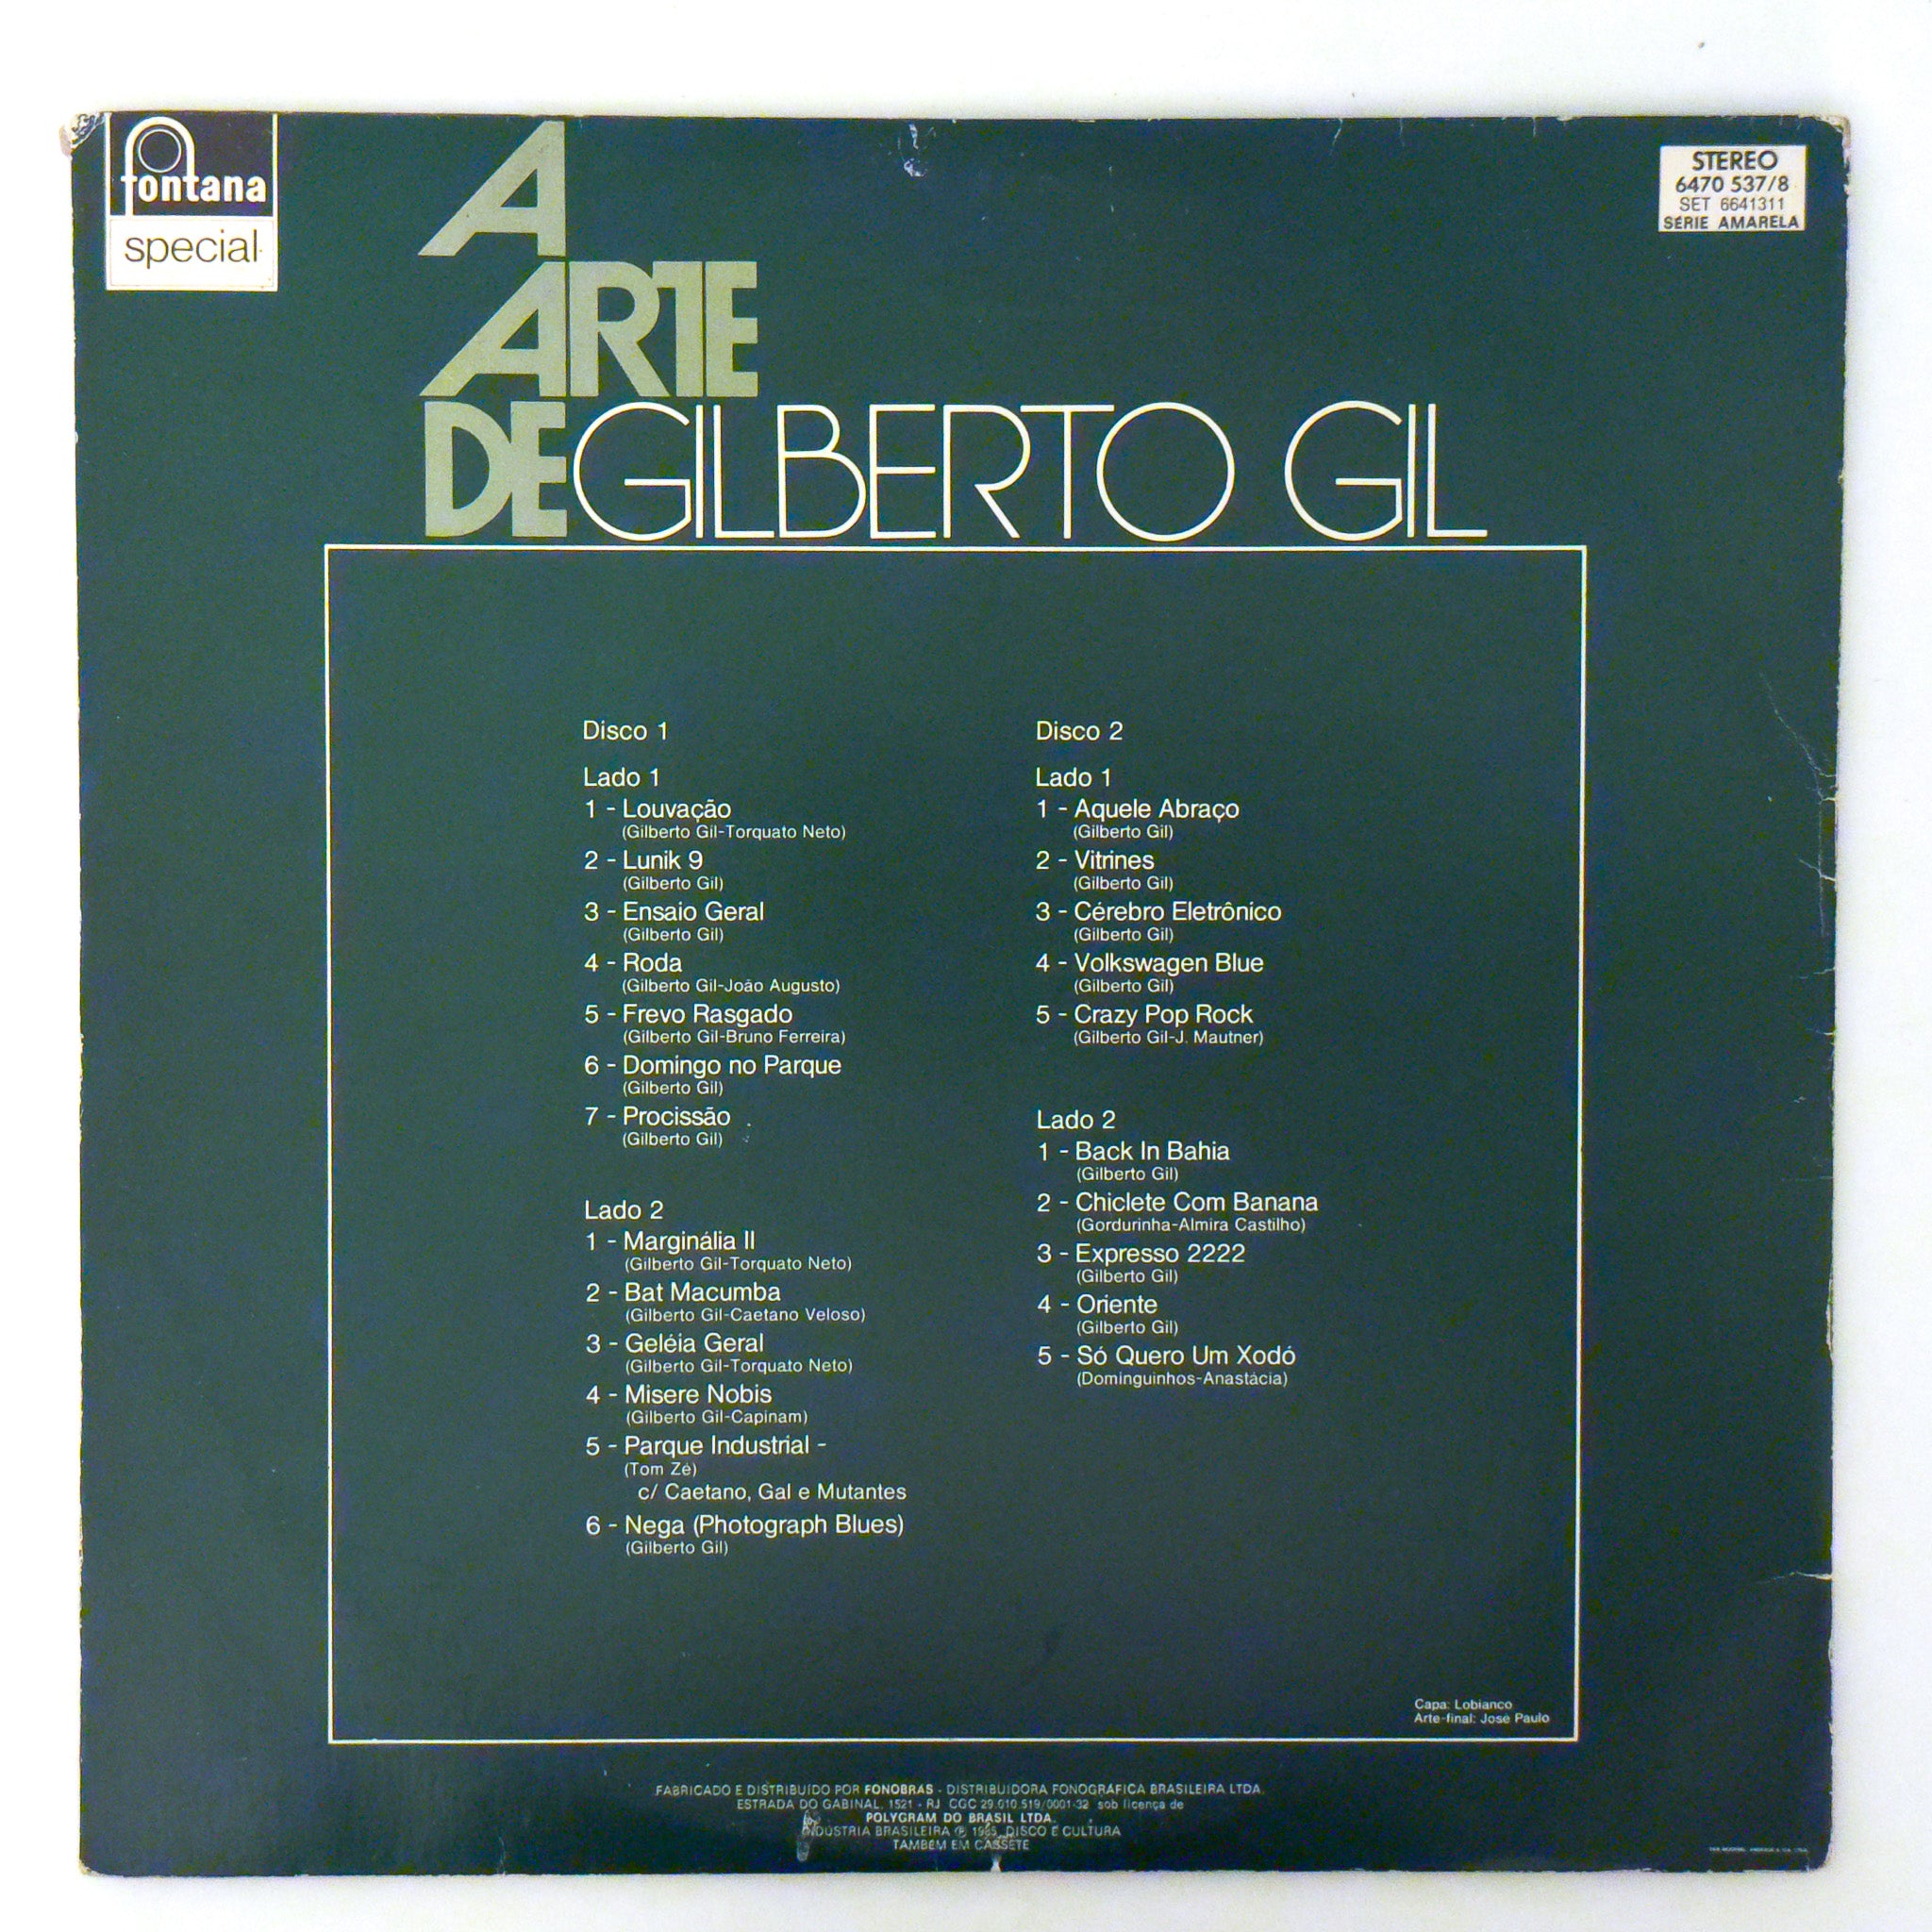 fontana
special
STEREO
6470 537/8
SET 6641311
SÉRIE AMARELA
A
ARTE
DE GILBERTO GIL
Disco 1
Lado 1
1 - Louvação
(Gilberto Gil-Torquato Neto)
2 - Lunik 9
(Gilberto Gil)
3 - Ensaio Geral
(Gilberto Gil)
4 - Roda
(Gilberto Gil-João Augusto)
5 - Frevo Rasgado
(Gilberto Gil-Bruno Ferreira)
6 - Domingo no Parque
(Gilberto Gil)
7 - Procissão
(Gilberto Gil)
Lado 2
1 - Marginália II
(Gilberto Gil-Torquato Neto)
2 - Bat Macumba
(Gilberto Gil-Caetano Veloso)
3 - Geléia Geral
(Gilberto Gil-Torquato Neto)
4 - Misere Nobis
(Gilberto Gil-Capinam)
5 - Parque Industrial -
(Tom Zé)
c/ Caetano, Gal e Mutantes
6 - Nega (Photograph Blues)
(Gilberto Gil)
Disco 2
Lado 1
1 - Aquele Abraço
(Gilberto Gil)
2 - Vitrines
(Gilberto Gil)
3 - Cérebro Eletrônico
(Gilberto Gil)
4 - Volkswagen Blue
(Gilberto Gil)
5 - Crazy Pop Rock
(Gilberto Gil-J. Mautner)
Lado 2
1 - Back In Bahia
(Gilberto Gil)
2 - Chiclete Com Banana
(Gordurinha-Almira Castilho)
3 - Expresso 2222
(Gilberto Gil)
4 - Oriente
(Gilberto Gil)
5 - Só Quero Um Xodó
(Dominguinhos-Anastácia)
Capa: Lobianco
Arte-final: José Paulo
FABRICADO E DISTRIBUÍDO POR FONOBRÁS - DISTRIBUIDORA FONOGRÁFICA BRASILEIRA LTDA.
ESTRADA DO GABINAL, 1521 - RJ CGC 29.010.519/0001-32 sob licença de
POLYGRAM DO BRASIL LTDA.
INDÚSTRIA BRASILEIRA ℗ 1985 DISCO É CULTURA
TAMBÉM EM CASSETE